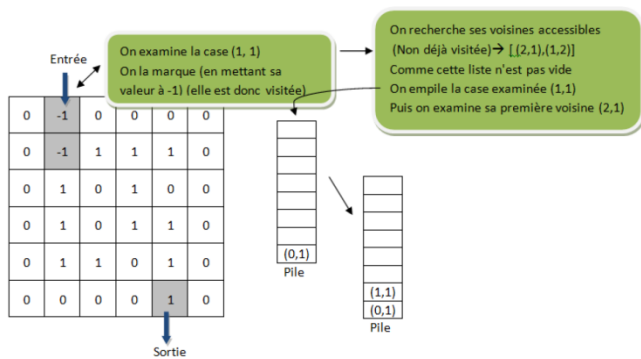 On examine la case (1, 1)
On la marque (en mettant sa
valeur à -1) (elle est donc visitée)
On recherche ses voisines accessibles
(Non déjà visitée)→ [ (2,1),(1,2)]
Comme cette liste n'est pas vide
On empile la case examinée (1,1)
Puis on examine sa première voisine (2,1)
Entrée
0 -1 0 0 0 0
0 -1 1 1 1 0
0 1 0 1 0 0
0 1 0 1 1 0
0 1 1 0 1 0
0 0 0 0 1 0
Sortie
(0,1)
Pile
(1,1)
(0,1)
Pile